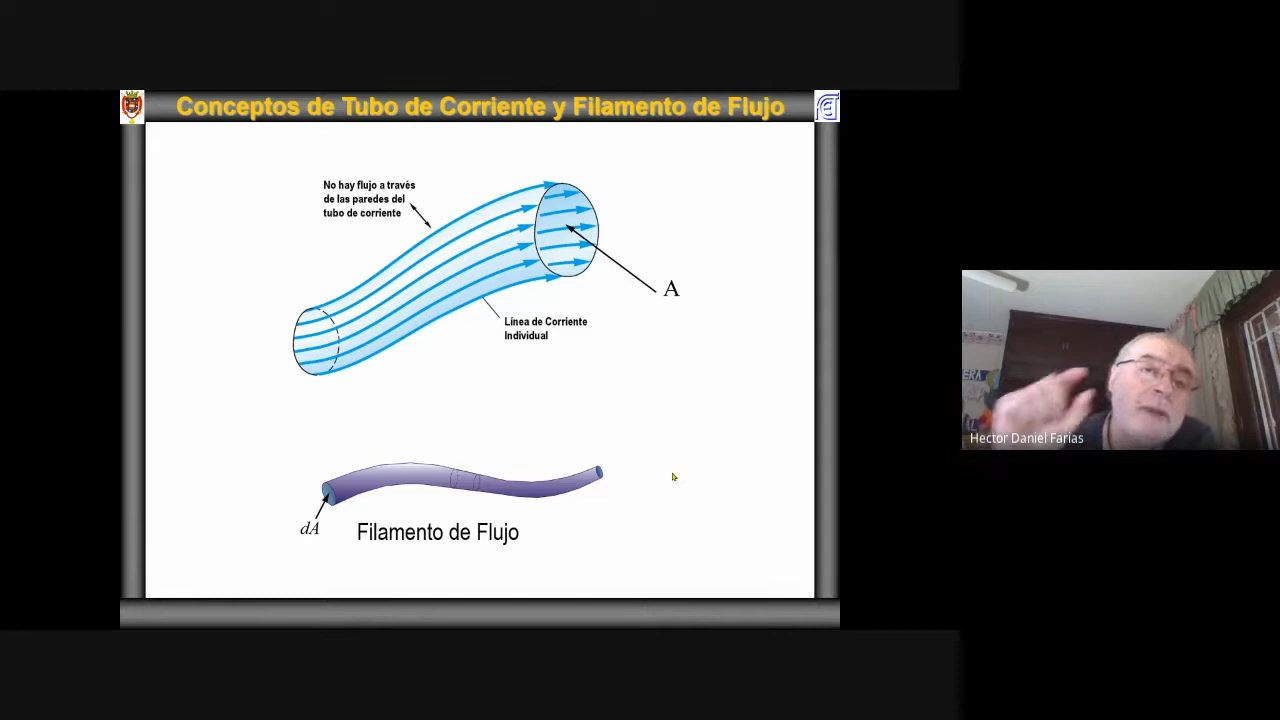 Conceptos de Tubo de Corriente y Filamento de Flujo
No hay flujo a través
de las paredes del
tubo de corriente
A
Línea de Corriente
Individual
dA
Filamento de Flujo
Hector Daniel Farias